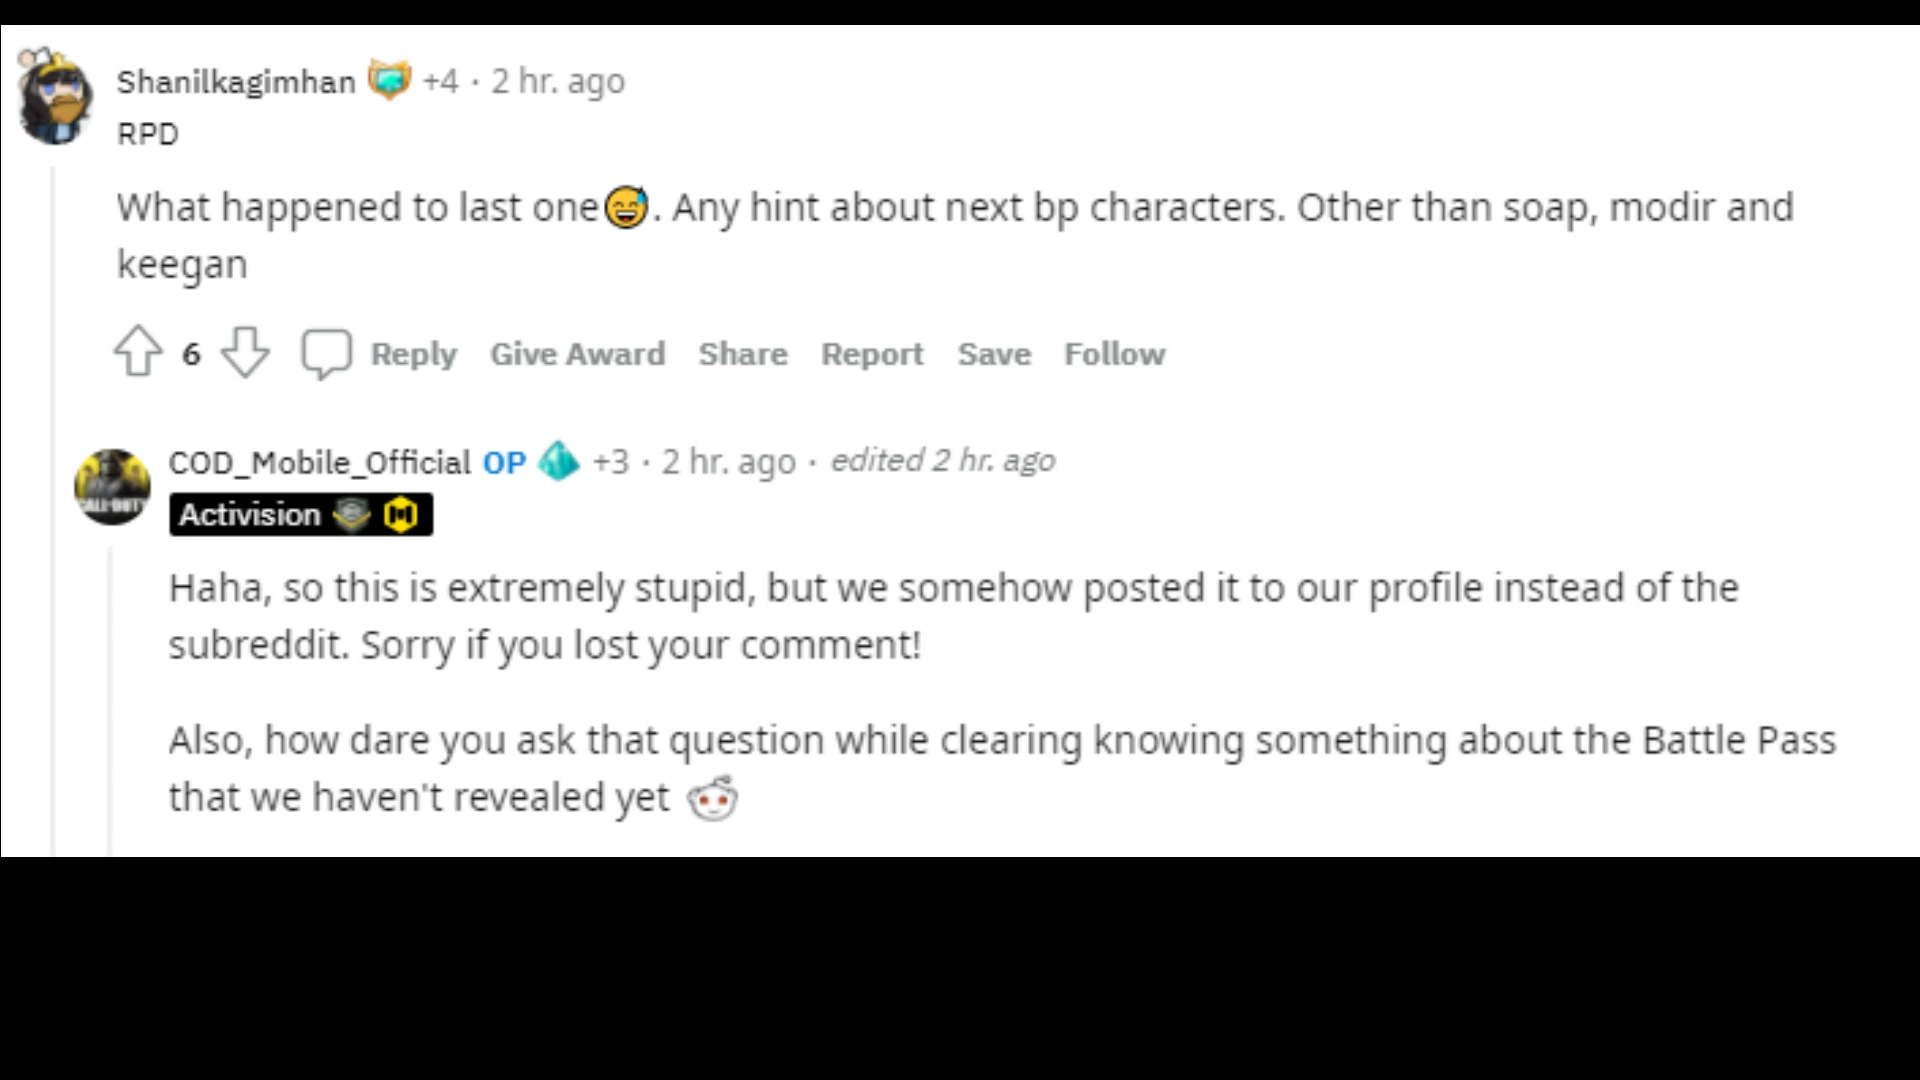 Shanilkagimhan +4 · 2 hr. ago
RPD
What happened to last one😅. Any hint about next bp characters. Other than soap, modir and
keegan
6 Reply Give Award Share Report Save Follow
COD_Mobile_Official OP +3 · 2 hr. ago · edited 2 hr. ago
CALL·DUTY
Activision
Haha, so this is extremely stupid, but we somehow posted it to our profile instead of the
subreddit. Sorry if you lost your comment!
Also, how dare you ask that question while clearing knowing something about the Battle Pass
that we haven't revealed yet